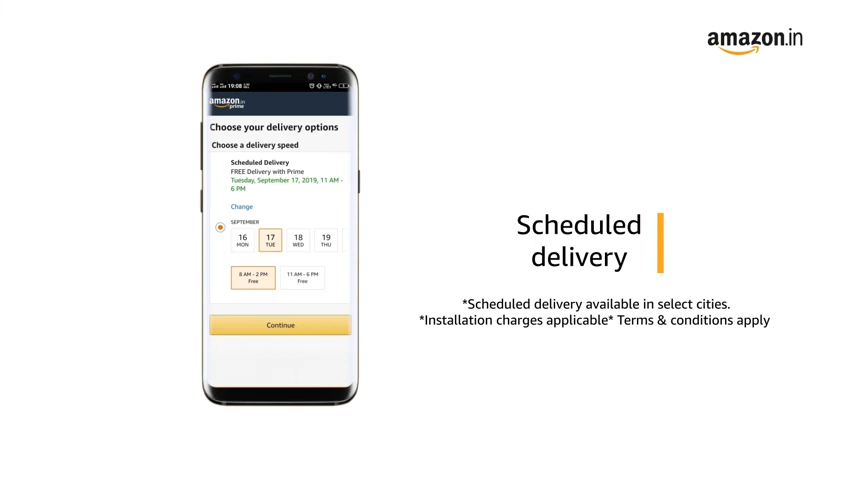 amazon.in
19:08
amazon.in
prime
Choose your delivery options
Choose a delivery speed
Scheduled Delivery
FREE Delivery with Prime
Tuesday, September 17, 2019, 11 AM -
6 PM
Change
SEPTEMBER
16 17 18 19
MON TUE WED THU
8 AM - 2 PM 11 AM - 6 PM
Free Free
Continue
Scheduled
delivery
*Scheduled delivery available in select cities.
*Installation charges applicable* Terms & conditions apply